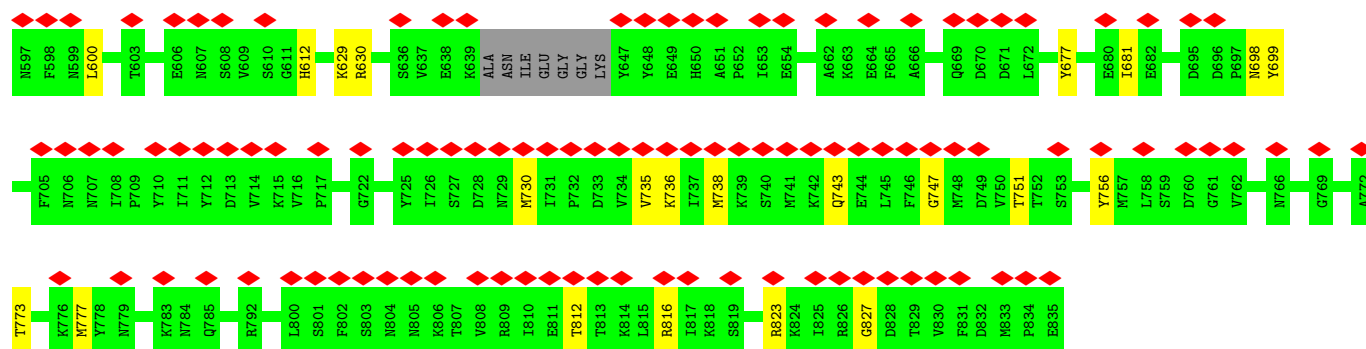 N597 F598 N599 L600 T603 E606 N607 S608 V609 S610 G611 H612 K629 R630 S636 V637 E638 K639 ALA ASN ILE GLU GLY GLY LYS Y647 Y648 E649 H650 A651 P652 I653 E654 A662 K663 E664 F665 A666 Q669 D670 D671 L672 Y677 E680 I681 E682 D695 D696 P697 N698 Y699
F705 N706 N707 I708 P709 Y710 I711 Y712 D713 V714 K715 V716 P717 G722 Y725 I726 S727 D728 N729 M730 I731 P732 D733 V734 V735 K736 I737 M738 K739 S740 M741 K742 Q743 E744 L745 F746 G747 M748 D749 V750 T751 T752 S753 Y756 M757 L758 S759 D760 G761 V762 N766 G769 A772
T773 K776 M777 Y778 N779 K783 N784 Q785 R792 L800 S801 F802 S803 N804 N805 K806 T807 V808 R809 I810 E811 T812 T813 K814 L815 R816 I817 K818 S819 R823 K824 I825 R826 G827 D828 T829 V830 F831 D832 M833 P834 E835